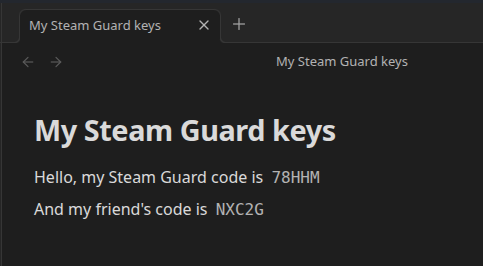 My Steam Guard keys
My Steam Guard keys
My Steam Guard keys
Hello, my Steam Guard code is 78HHM
And my friend's code is NXC2G